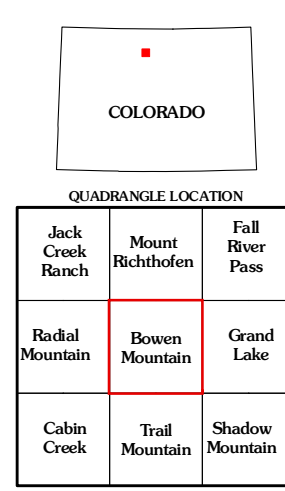 COLORADO
QUADRANGLE LOCATION
Jack
Creek
Ranch
Mount
Richthofen
Fall
River
Pass
Radial
Mountain
Bowen
Mountain
Grand
Lake
Cabin
Creek
Trail
Mountain
Shadow
Mountain